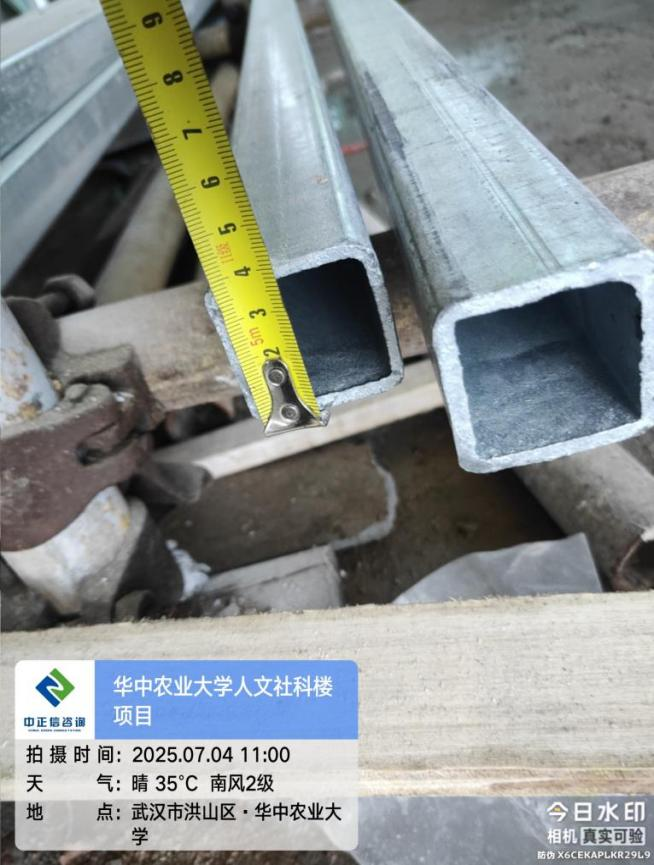 9
8
7
6
5
1级
4
3
5m
2
华中农业大学人文社科楼
项目
中正信咨询
拍摄时间: 2025.07.04 11:00
天气: 晴 35°C 南风2级
地点: 武汉市洪山区·华中农业大
学
今日水印
相机 真实可验
防伪 X6CEKAPLKR29L9